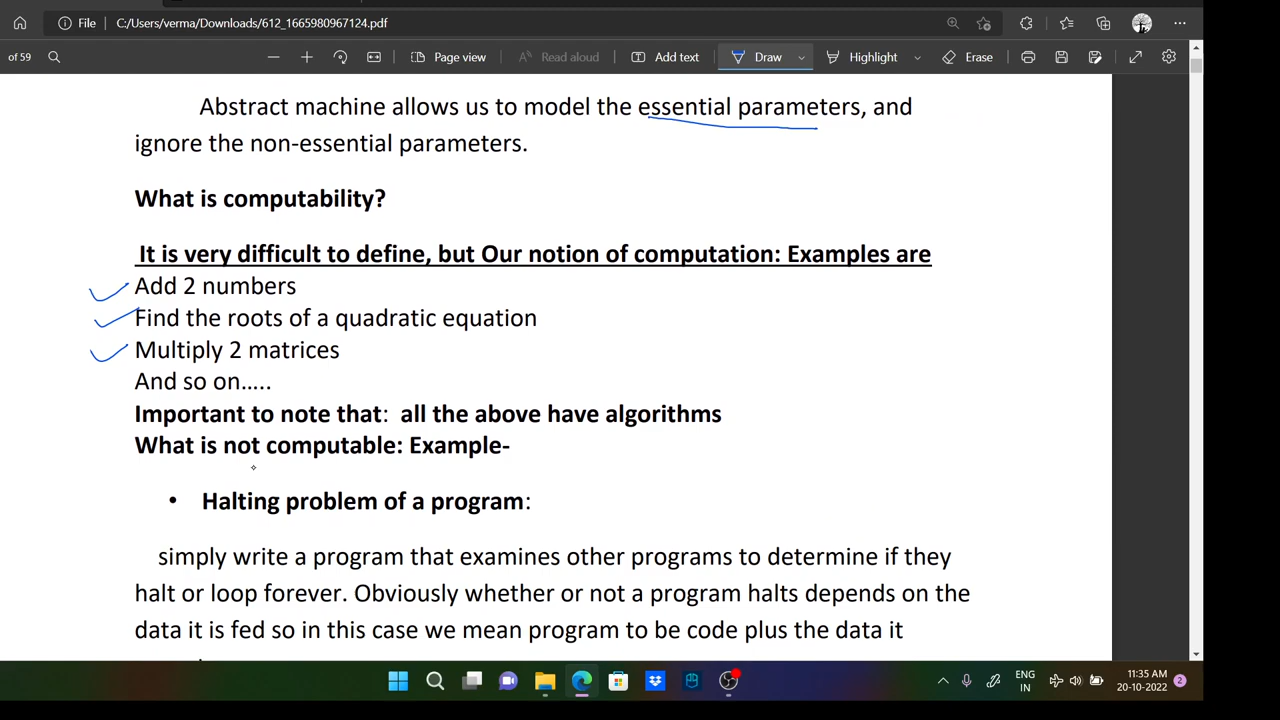 File
C:/Users/verma/Downloads/612_1665980967124.pdf
of 59
Page view
Read aloud
Add text
Draw
Highlight
Erase
Abstract machine allows us to model the essential parameters, and
ignore the non-essential parameters.
What is computability?
It is very difficult to define, but Our notion of computation: Examples are
Add 2 numbers
Find the roots of a quadratic equation
Multiply 2 matrices
And so on…..
Important to note that: all the above have algorithms
What is not computable: Example-
• Halting problem of a program:
simply write a program that examines other programs to determine if they
halt or loop forever. Obviously whether or not a program halts depends on the
data it is fed so in this case we mean program to be code plus the data it
ENG
IN
11:35 AM
20-10-2022
2